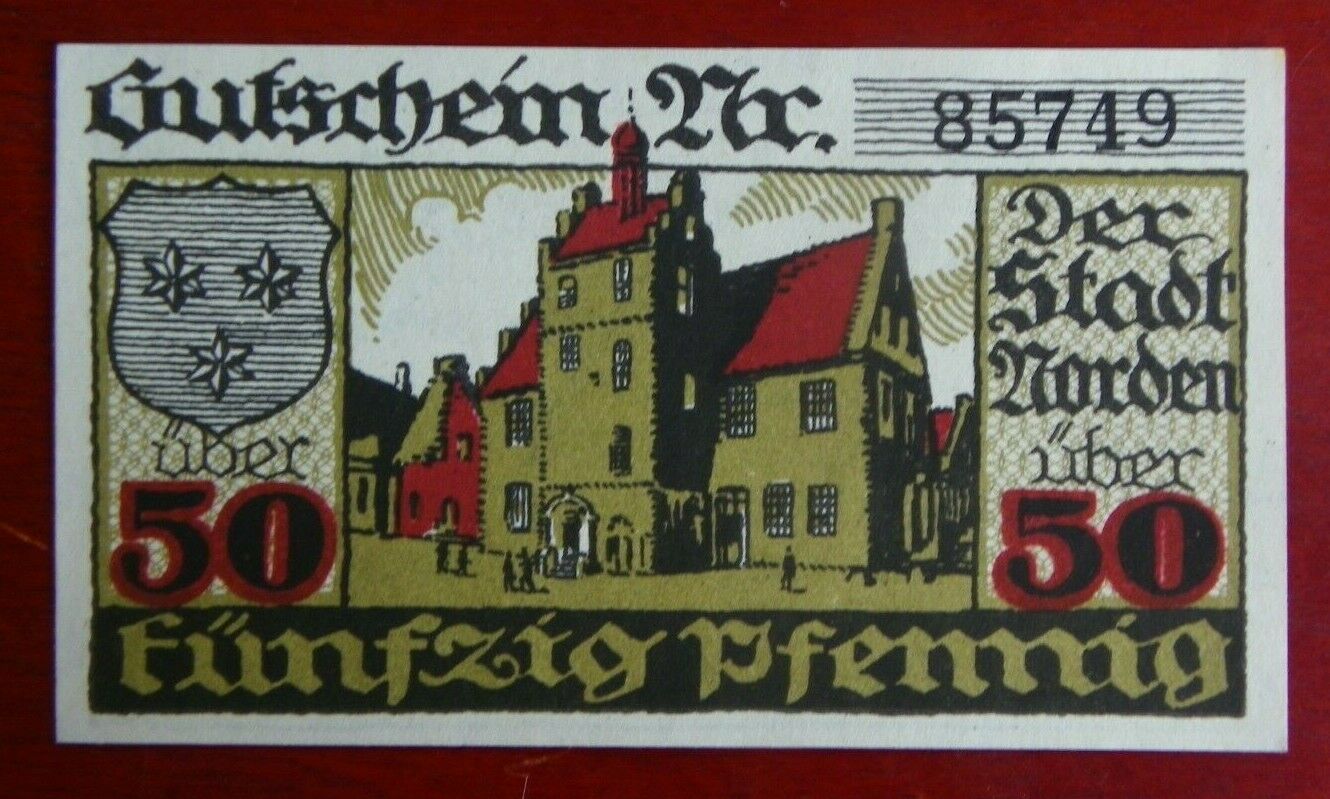 Gutschein Nr. 85749
über
50
Der
Stadt
Norden
über
50
Fünfzig Pfennig